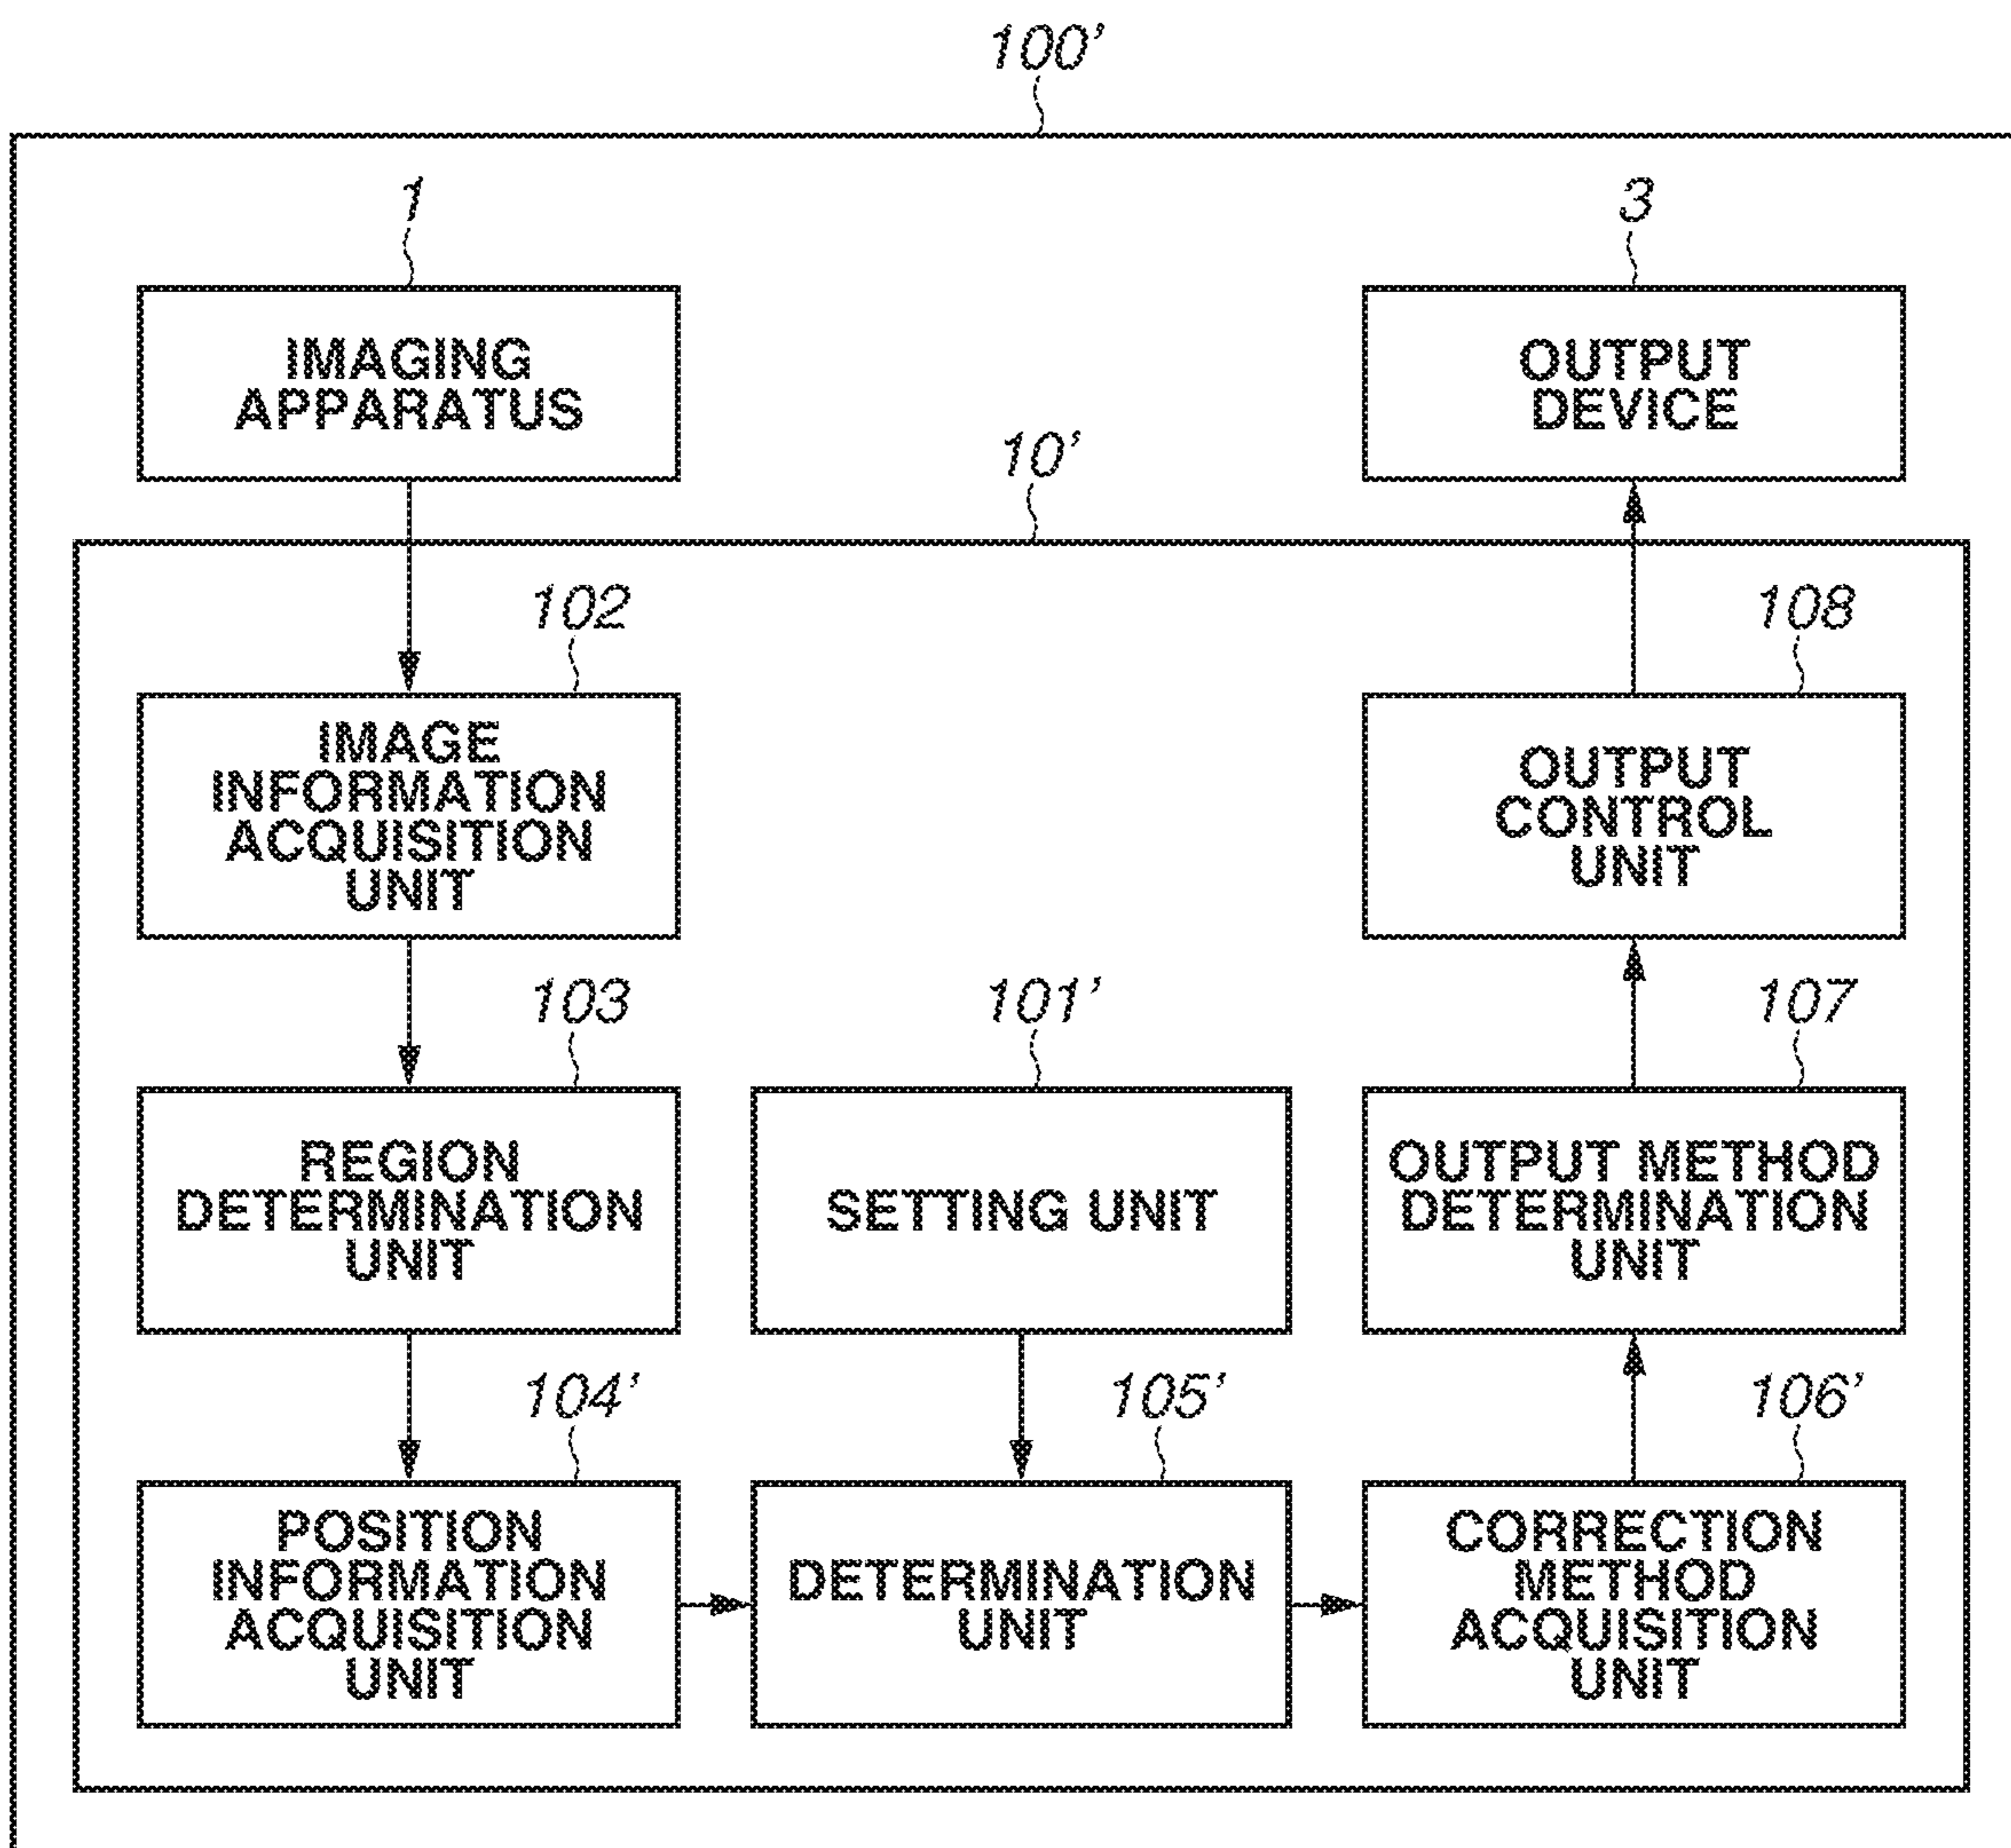 100'
1
IMAGING
APPARATUS
3
OUTPUT
DEVICE
10'
102
IMAGE
INFORMATION
ACQUISITION
UNIT
108
OUTPUT
CONTROL
UNIT
103
REGION
DETERMINATION
UNIT
101'
SETTING UNIT
107
OUTPUT METHOD
DETERMINATION
UNIT
104'
POSITION
INFORMATION
ACQUISITION
UNIT
105'
DETERMINATION
UNIT
106'
CORRECTION
METHOD
ACQUISITION
UNIT